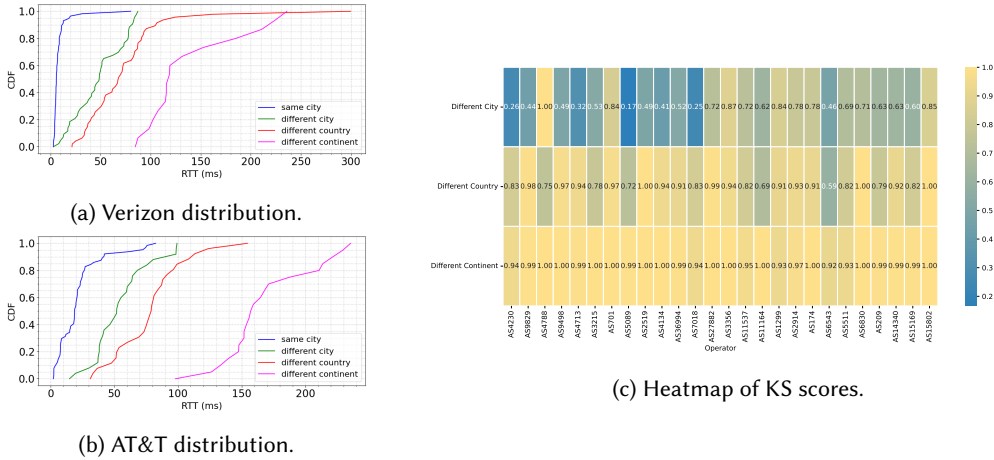 1.0
0.8
0.6
0.4
0.2
0.0
CDF
same city
different city
different country
different continent
0 50 100 150 200 250 300
RTT (ms)
(a) Verizon distribution.
1.0
0.8
0.6
0.4
0.2
0.0
CDF
same city
different city
different country
different continent
0 50 100 150 200
RTT (ms)
(b) AT&T distribution.
Different City 0.26 0.44 1.00 0.49 0.32 0.53 0.84 0.17 0.49 0.41 0.52 0.25 0.72 0.87 0.72 0.62 0.84 0.78 0.78 0.46 0.69 0.71 0.63 0.63 0.60 0.85
Different Country 0.83 0.98 0.75 0.97 0.94 0.78 0.97 0.72 1.00 0.94 0.91 0.83 0.99 0.94 0.82 0.69 0.91 0.93 0.91 0.59 0.82 1.00 0.79 0.92 0.82 1.00
Different Continent 0.94 0.99 1.00 1.00 0.99 1.00 1.00 0.99 1.00 1.00 0.99 0.94 1.00 1.00 0.95 1.00 0.93 0.97 1.00 0.92 0.93 1.00 0.99 0.99 0.99 1.00
AS4230 AS9829 AS4788 AS9498 AS4713 AS3215 AS701 AS5089 AS2519 AS4134 AS36994 AS7018 AS27882 AS3356 AS11537 AS11164 AS1299 AS2914 AS174 AS6543 AS5511 AS6830 AS209 AS14340 AS15169 AS15802
Operator
1.0
0.9
0.8
0.7
0.6
0.5
0.4
0.3
0.2
(c) Heatmap of KS scores.